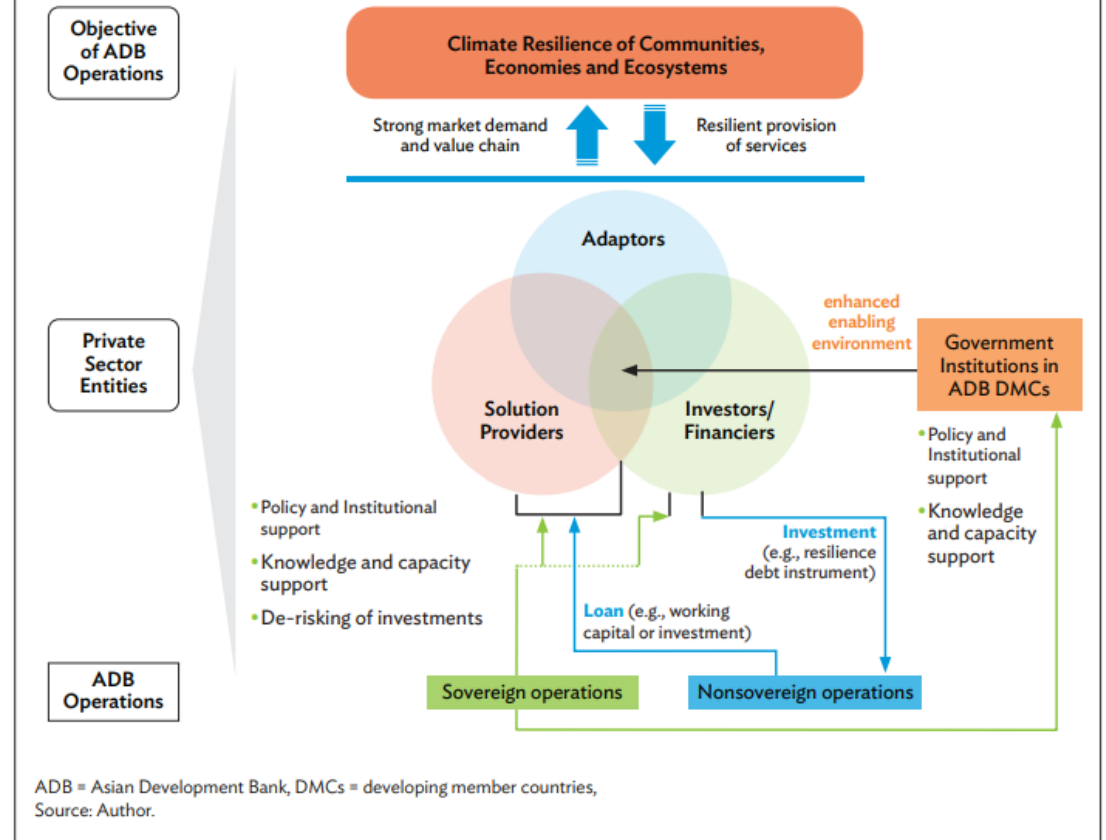 Objective
of ADB
Operations
Climate Resilience of Communities,
Economies and Ecosystems
Strong market demand
and value chain
Resilient provision
of services
Adaptors
enhanced
enabling
environment
Private
Sector
Entities
Government
Institutions in
ADB DMCs
Solution
Providers
Investors/
Financiers
• Policy and
Institutional
support
• Knowledge
and capacity
support
• Policy and Institutional
support
• Knowledge and capacity
support
• De-risking of investments
Investment
(e.g., resilience
debt instrument)
Loan (e.g., working
capital or investment)
ADB
Operations
Sovereign operations
Nonsovereign operations
ADB = Asian Development Bank, DMCs = developing member countries,
Source: Author.